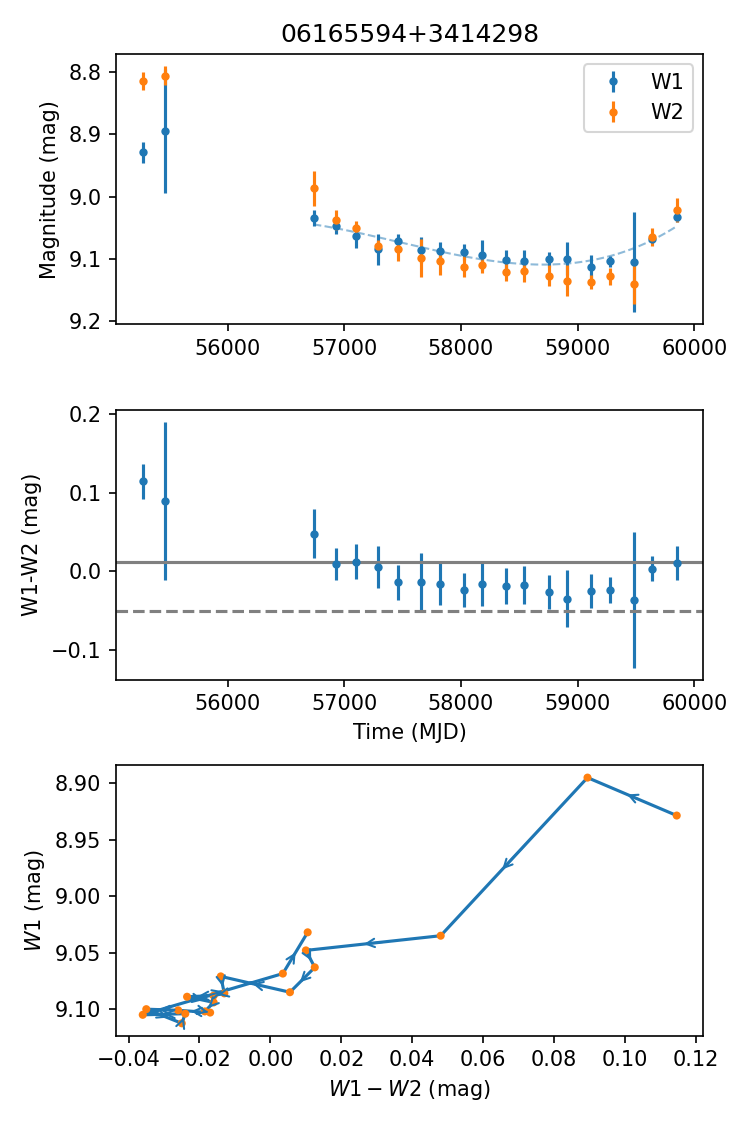 06165594+3414298
Magnitude (mag)
8.8
8.9
9.0
9.1
9.2
W1
W2
56000 57000 58000 59000 60000
W1-W2 (mag)
0.2
0.1
0.0
−0.1
56000 57000 58000 59000 60000
Time (MJD)
W1 (mag)
8.90
8.95
9.00
9.05
9.10
−0.04 −0.02 0.00 0.02 0.04 0.06 0.08 0.10 0.12
W1 − W2 (mag)